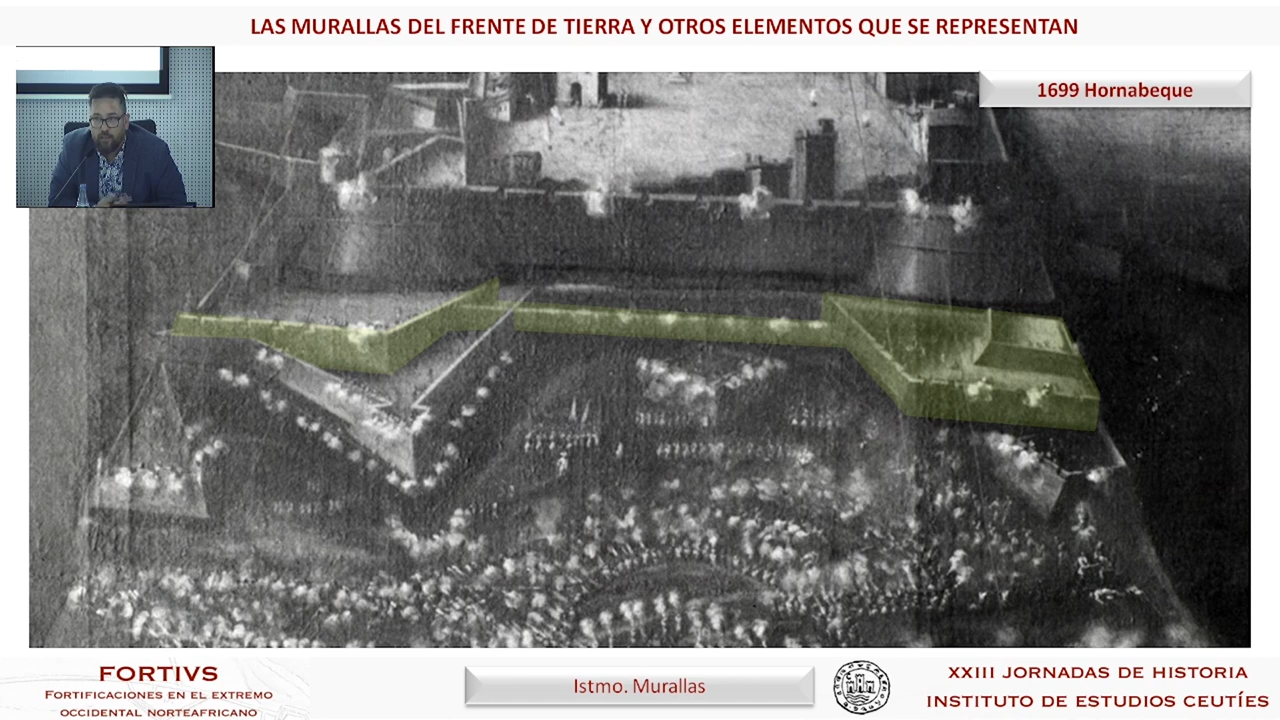 LAS MURALLAS DEL FRENTE DE TIERRA Y OTROS ELEMENTOS QUE SE REPRESENTAN
1699 Hornabeque
FORTIVS
Fortificaciones en el extremo
occidental norteafricano
Istmo. Murallas
XXIII JORNADAS DE HISTORIA
INSTITUTO DE ESTUDIOS CEUTÍES